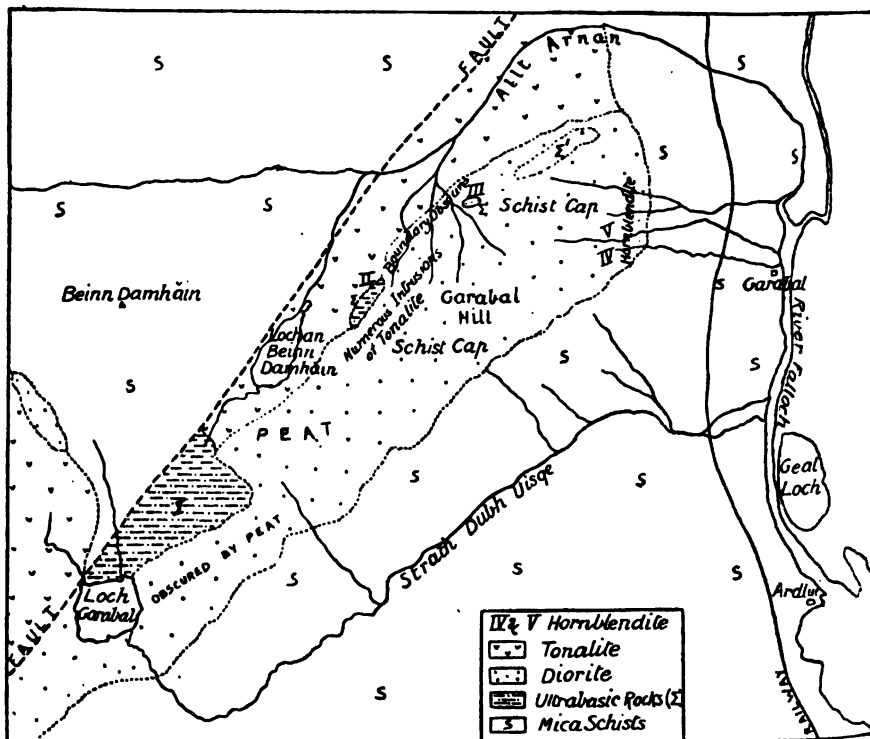 FAULT
Allt Arnan
S
S
S
Σ'
S
S
III
Σ
Schist Cap
Hornblendite
S
S
Boundary Obscure
V
IV
II
Σ
Numerous Intrusions
of Tonalite
Beinn Damhain
Garabal
Hill
Schist Cap
S
Garabal
River Falloch
Lochan
Beinn
Damhain
S
S
S
PEAT
S
S
Geal
Loch
I
OBSCURED BY PEAT
Strath Dubh Uisge
S
S
S
Loch
Garabal
Ardlui
FAULT
S
RAILWAY
IV & V Hornblendite
Tonalite
Diorite
Ultrabasic Rocks (Σ)
S Mica Schists